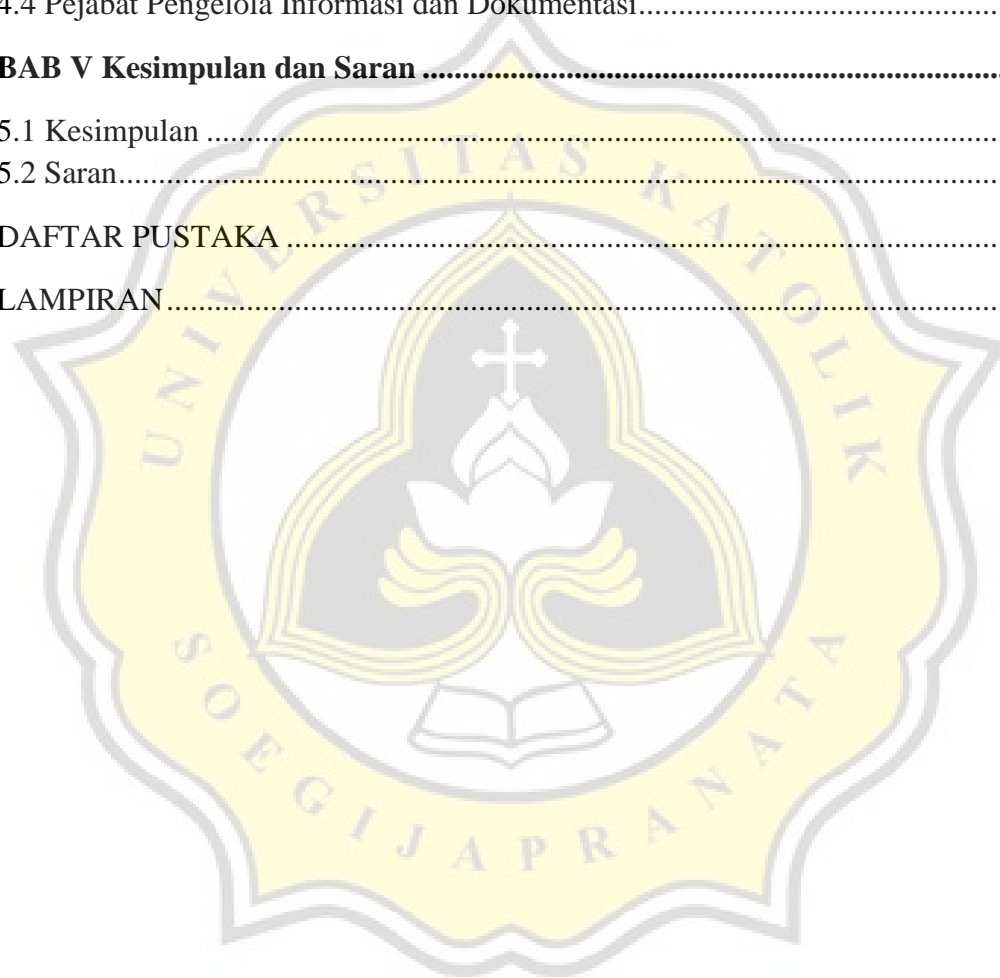 4.4 Pejabat Pengelola Informasi dan Dokumentasi..........................................
BAB V Kesimpulan dan Saran ..........................................................................
5.1 Kesimpulan ....................................................................................................
5.2 Saran...............................................................................................................
DAFTAR PUSTAKA ..........................................................................................
LAMPIRAN.........................................................................................................
UNIVERSITAS KATOLIK
SOEGIJAPRANATA